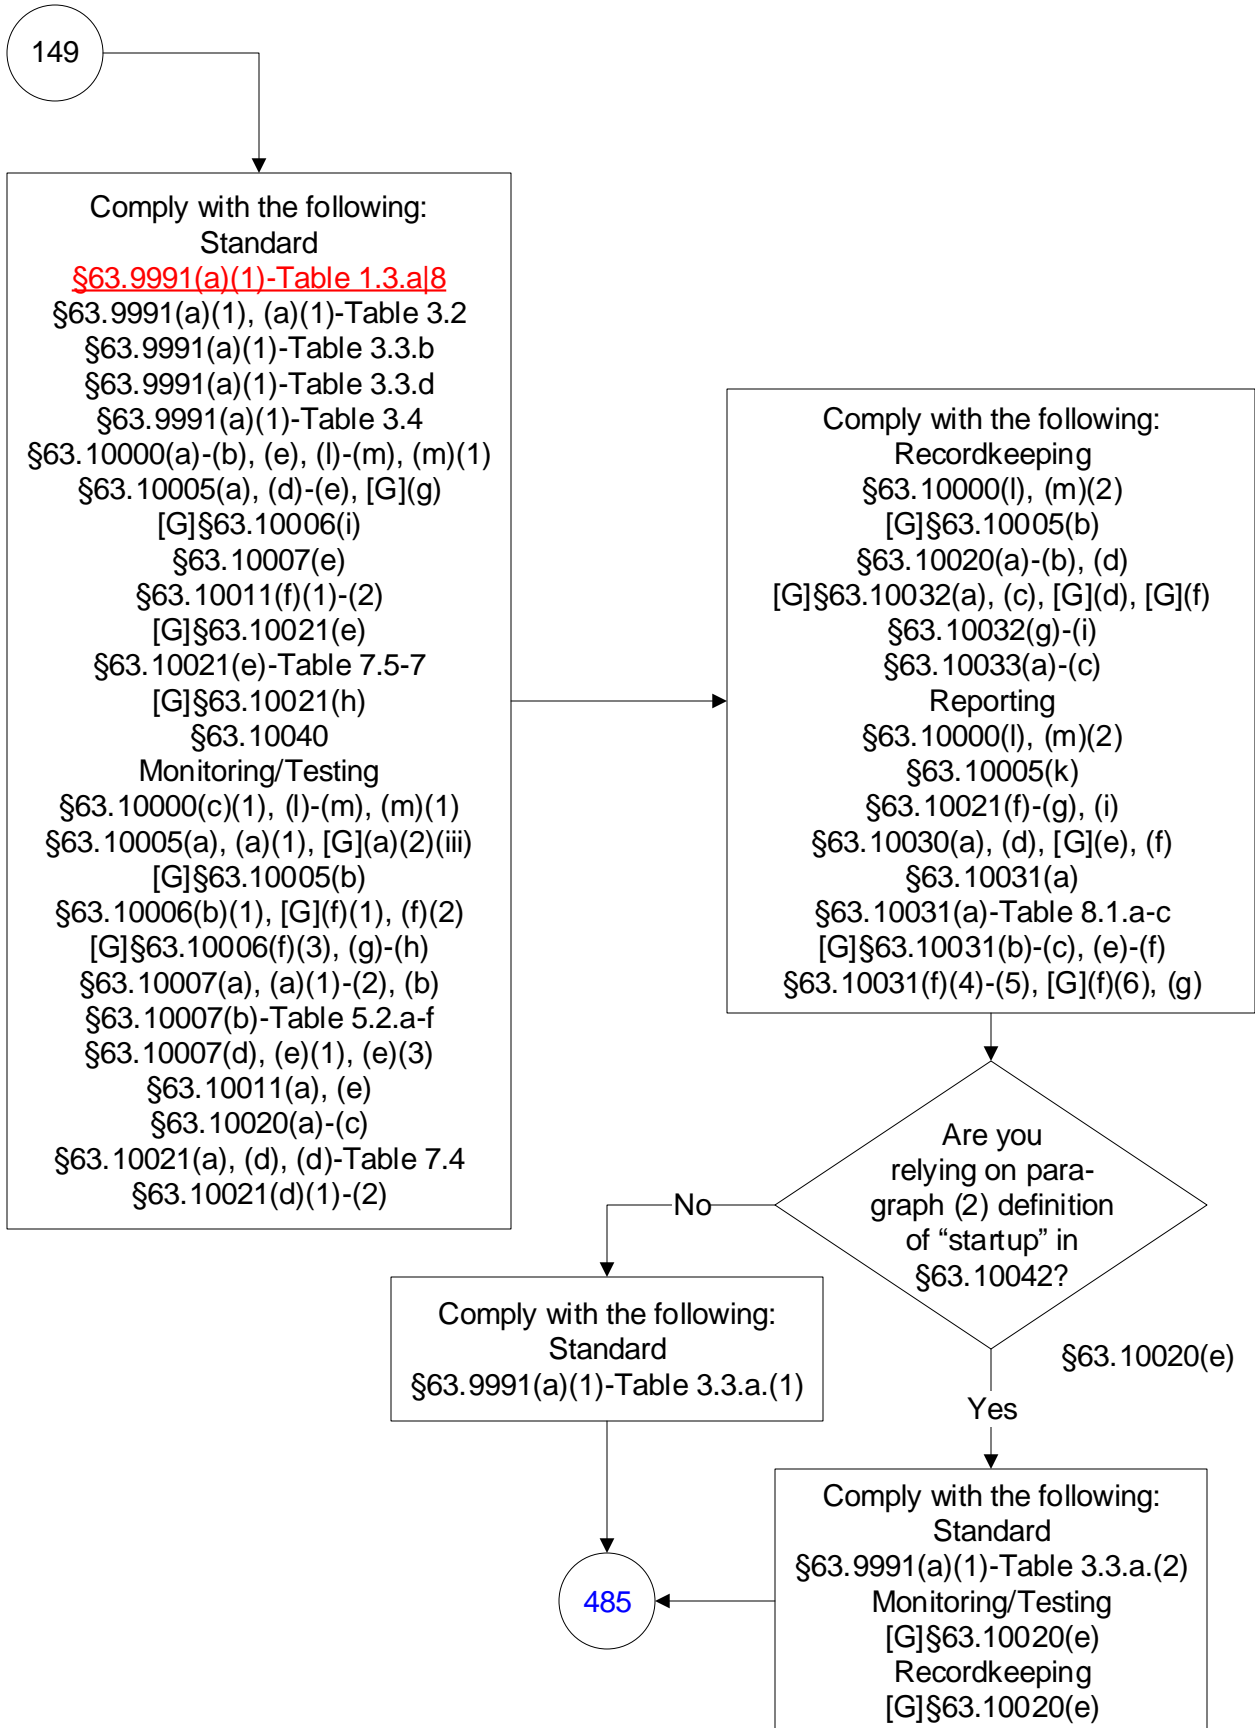 149
Comply with the following:
Standard
§63.9991(a)(1)-Table 1.3.a|8
§63.9991(a)(1), (a)(1)-Table 3.2
§63.9991(a)(1)-Table 3.3.b
§63.9991(a)(1)-Table 3.3.d
§63.9991(a)(1)-Table 3.4
§63.10000(a)-(b), (e), (l)-(m), (m)(1)
§63.10005(a), (d)-(e), [G](g)
[G]§63.10006(i)
§63.10007(e)
§63.10011(f)(1)-(2)
[G]§63.10021(e)
§63.10021(e)-Table 7.5-7
[G]§63.10021(h)
§63.10040
Monitoring/Testing
§63.10000(c)(1), (l)-(m), (m)(1)
§63.10005(a), (a)(1), [G](a)(2)(iii)
[G]§63.10005(b)
§63.10006(b)(1), [G](f)(1), (f)(2)
[G]§63.10006(f)(3), (g)-(h)
§63.10007(a), (a)(1)-(2), (b)
§63.10007(b)-Table 5.2.a-f
§63.10007(d), (e)(1), (e)(3)
§63.10011(a), (e)
§63.10020(a)-(c)
§63.10021(a), (d), (d)-Table 7.4
§63.10021(d)(1)-(2)
Comply with the following:
Recordkeeping
§63.10000(l), (m)(2)
[G]§63.10005(b)
§63.10020(a)-(b), (d)
[G]§63.10032(a), (c), [G](d), [G](f)
§63.10032(g)-(i)
§63.10033(a)-(c)
Reporting
§63.10000(l), (m)(2)
§63.10005(k)
§63.10021(f)-(g), (i)
§63.10030(a), (d), [G](e), (f)
§63.10031(a)
§63.10031(a)-Table 8.1.a-c
[G]§63.10031(b)-(c), (e)-(f)
§63.10031(f)(4)-(5), [G](f)(6), (g)
Are you
relying on para-
graph (2) definition
of “startup” in
§63.10042?
§63.10020(e)
No
Comply with the following:
Standard
§63.9991(a)(1)-Table 3.3.a.(1)
Yes
Comply with the following:
Standard
§63.9991(a)(1)-Table 3.3.a.(2)
Monitoring/Testing
[G]§63.10020(e)
Recordkeeping
[G]§63.10020(e)
485